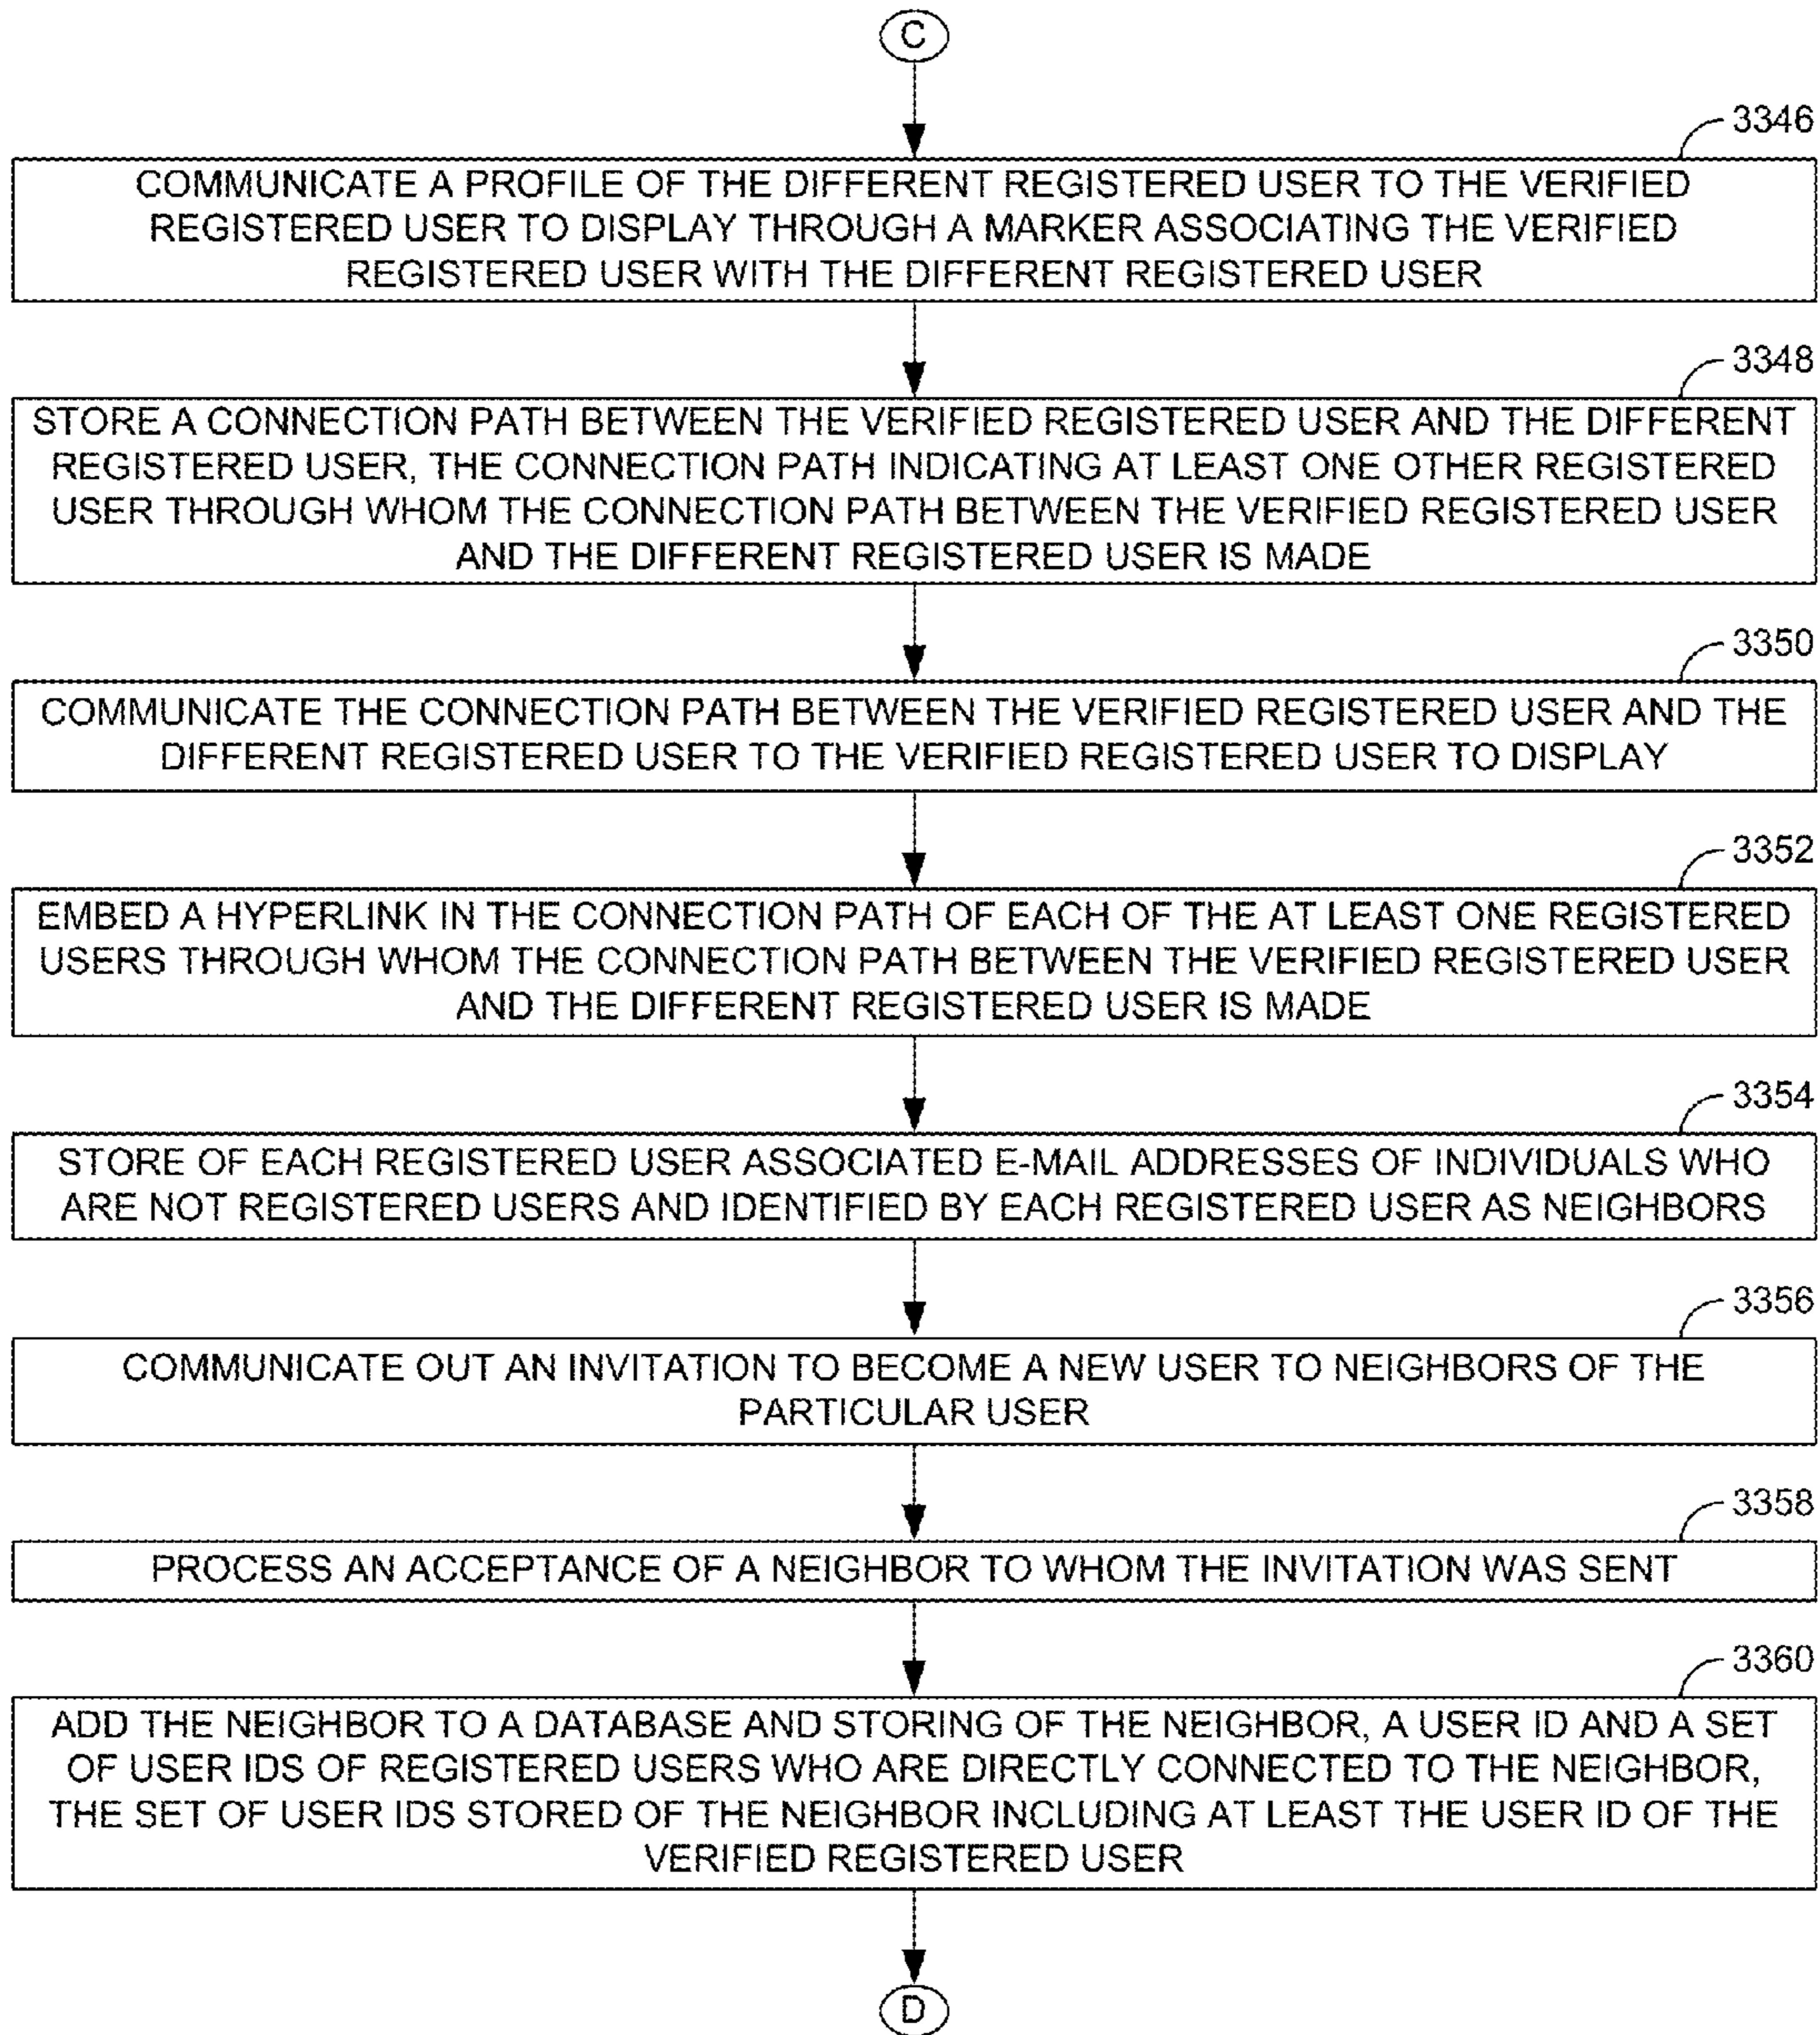 C
3346
COMMUNICATE A PROFILE OF THE DIFFERENT REGISTERED USER TO THE VERIFIED
REGISTERED USER TO DISPLAY THROUGH A MARKER ASSOCIATING THE VERIFIED
REGISTERED USER WITH THE DIFFERENT REGISTERED USER
3348
STORE A CONNECTION PATH BETWEEN THE VERIFIED REGISTERED USER AND THE DIFFERENT
REGISTERED USER, THE CONNECTION PATH INDICATING AT LEAST ONE OTHER REGISTERED
USER THROUGH WHOM THE CONNECTION PATH BETWEEN THE VERIFIED REGISTERED USER
AND THE DIFFERENT REGISTERED USER IS MADE
3350
COMMUNICATE THE CONNECTION PATH BETWEEN THE VERIFIED REGISTERED USER AND THE
DIFFERENT REGISTERED USER TO THE VERIFIED REGISTERED USER TO DISPLAY
3352
EMBED A HYPERLINK IN THE CONNECTION PATH OF EACH OF THE AT LEAST ONE REGISTERED
USERS THROUGH WHOM THE CONNECTION PATH BETWEEN THE VERIFIED REGISTERED USER
AND THE DIFFERENT REGISTERED USER IS MADE
3354
STORE OF EACH REGISTERED USER ASSOCIATED E-MAIL ADDRESSES OF INDIVIDUALS WHO
ARE NOT REGISTERED USERS AND IDENTIFIED BY EACH REGISTERED USER AS NEIGHBORS
3356
COMMUNICATE OUT AN INVITATION TO BECOME A NEW USER TO NEIGHBORS OF THE
PARTICULAR USER
3358
PROCESS AN ACCEPTANCE OF A NEIGHBOR TO WHOM THE INVITATION WAS SENT
3360
ADD THE NEIGHBOR TO A DATABASE AND STORING OF THE NEIGHBOR, A USER ID AND A SET
OF USER IDS OF REGISTERED USERS WHO ARE DIRECTLY CONNECTED TO THE NEIGHBOR,
THE SET OF USER IDS STORED OF THE NEIGHBOR INCLUDING AT LEAST THE USER ID OF THE
VERIFIED REGISTERED USER
D